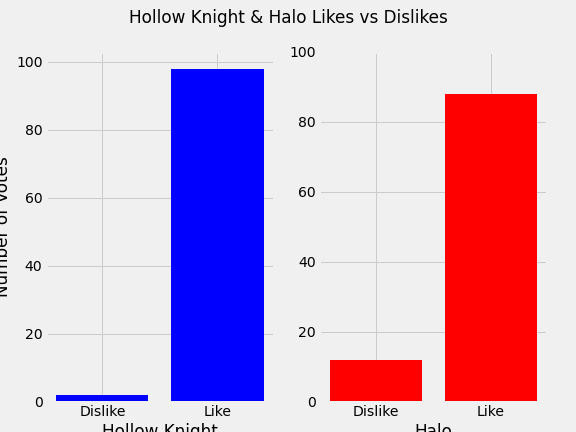 Hollow Knight & Halo Likes vs Dislikes
Number of Votes
100
80
60
40
20
0
Dislike
Like
Hollow Knight
100
80
60
40
20
0
Dislike
Like
Halo